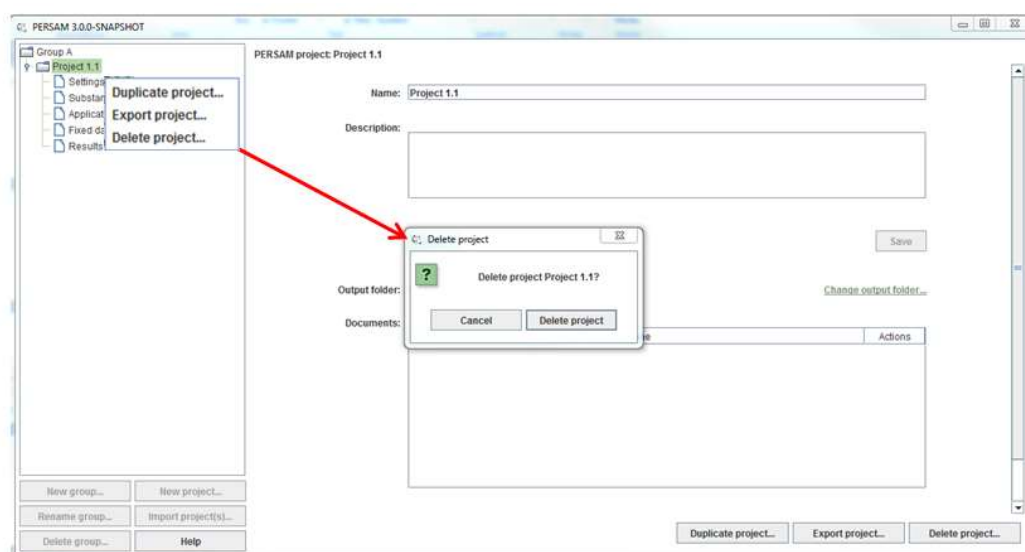 PERSAM 3.0.0-SNAPSHOT
Group A
Project 1.1
Settings
Substan
Applicat
Fixed da
Results
Duplicate project...
Export project...
Delete project...
PERSAM project: Project 1.1
Name: Project 1.1
Description:
Save
Output folder:
Change output folder...
Documents:
Actions
Delete project
Delete project Project 1.1?
Cancel
Delete project
New group...
New project...
Rename group...
Import project(s)...
Delete group...
Help
Duplicate project...
Export project...
Delete project...